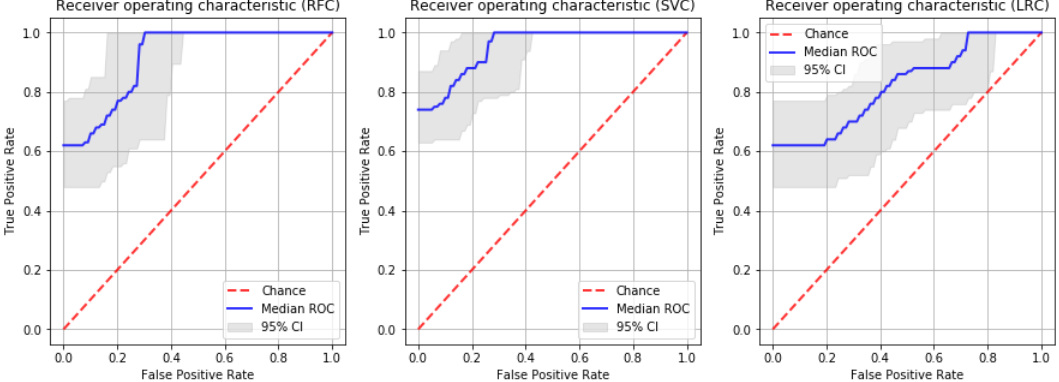 Receiver operating characteristic (RFC)
1.0
0.8
0.6
0.4
0.2
0.0
True Positive Rate
Chance
Median ROC
95% CI
0.0 0.2 0.4 0.6 0.8 1.0
False Positive Rate
Receiver operating characteristic (SVC)
1.0
0.8
0.6
0.4
0.2
0.0
True Positive Rate
Chance
Median ROC
95% CI
0.0 0.2 0.4 0.6 0.8 1.0
False Positive Rate
Receiver operating characteristic (LRC)
Chance
Median ROC
95% CI
1.0
0.8
0.6
0.4
0.2
0.0
True Positive Rate
0.0 0.2 0.4 0.6 0.8 1.0
False Positive Rate